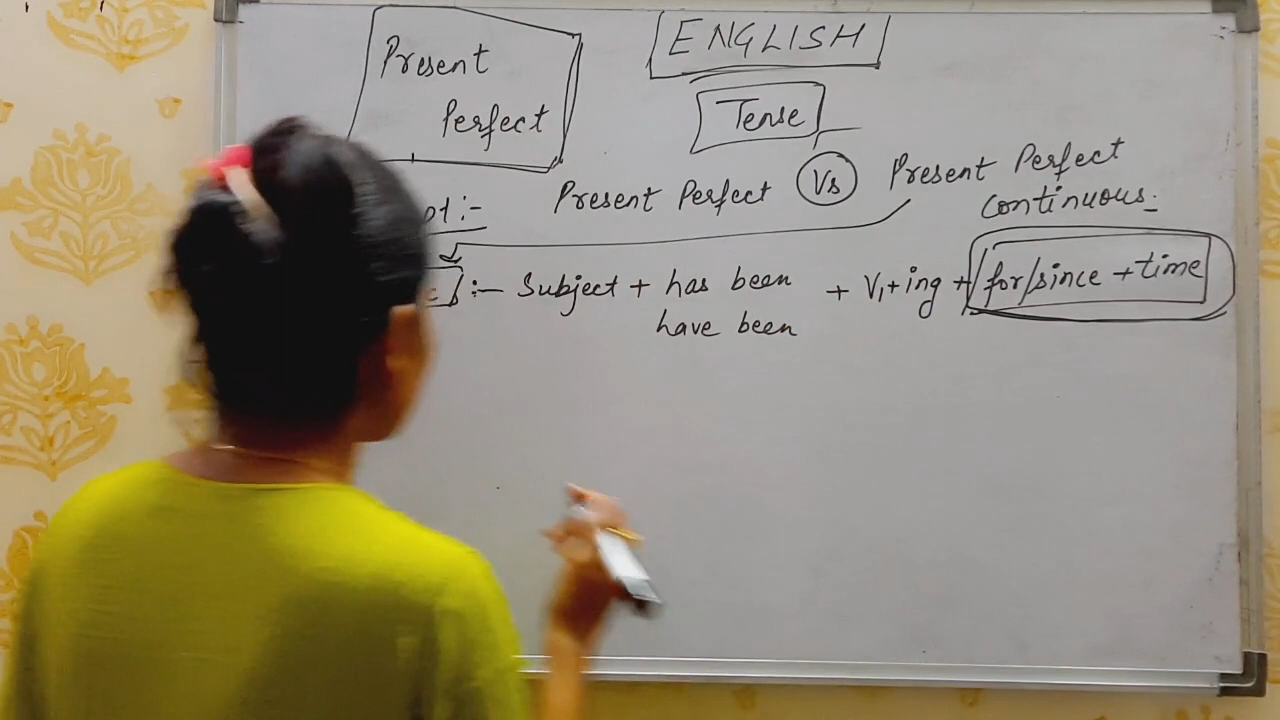 ENGLISH
Present
Perfect
Tense
Present Perfect Vs Present Perfect
continuous.
:-
:- Subject + has been + V1+ing + for/since + time
have been